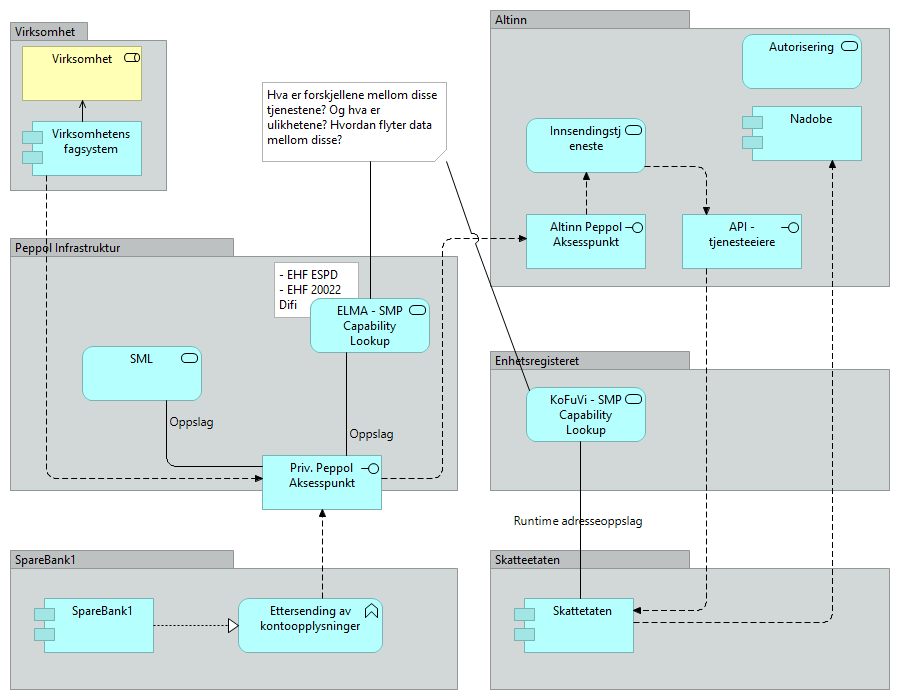 Virksomhet
Virksomhet
Virksomhetens
fagsystem
Hva er forskjellene mellom disse
tjenestene? Og hva er
ulikhetene? Hvordan flyter data
mellom disse?
Altinn
Autorisering
Nadobe
Innsendingstj
eneste
Altinn Peppol
Aksesspunkt
API -
tjenesteeiere
Peppol Infrastruktur
- EHF ESPD
- EHF 20022
Difi
ELMA - SMP
Capability
Lookup
SML
Oppslag
Oppslag
Priv. Peppol
Aksesspunkt
Enhetsregisteret
KoFuVi - SMP
Capability
Lookup
Runtime adresseoppslag
SpareBank1
SpareBank1
Ettersending av
kontoopplysninger
Skatteetaten
Skattetaten